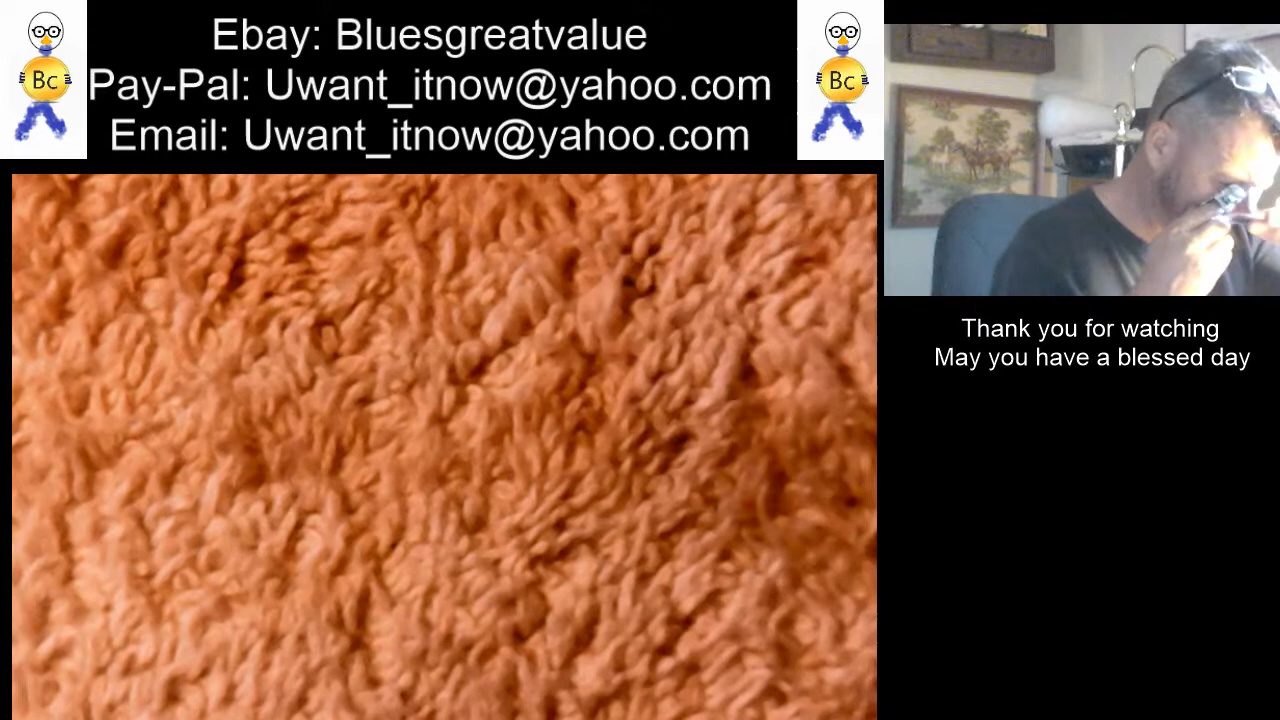 Ebay: Bluesgreatvalue
Pay-Pal: Uwant_itnow@yahoo.com
Email: Uwant_itnow@yahoo.com
Bc
Bc
Thank you for watching
May you have a blessed day